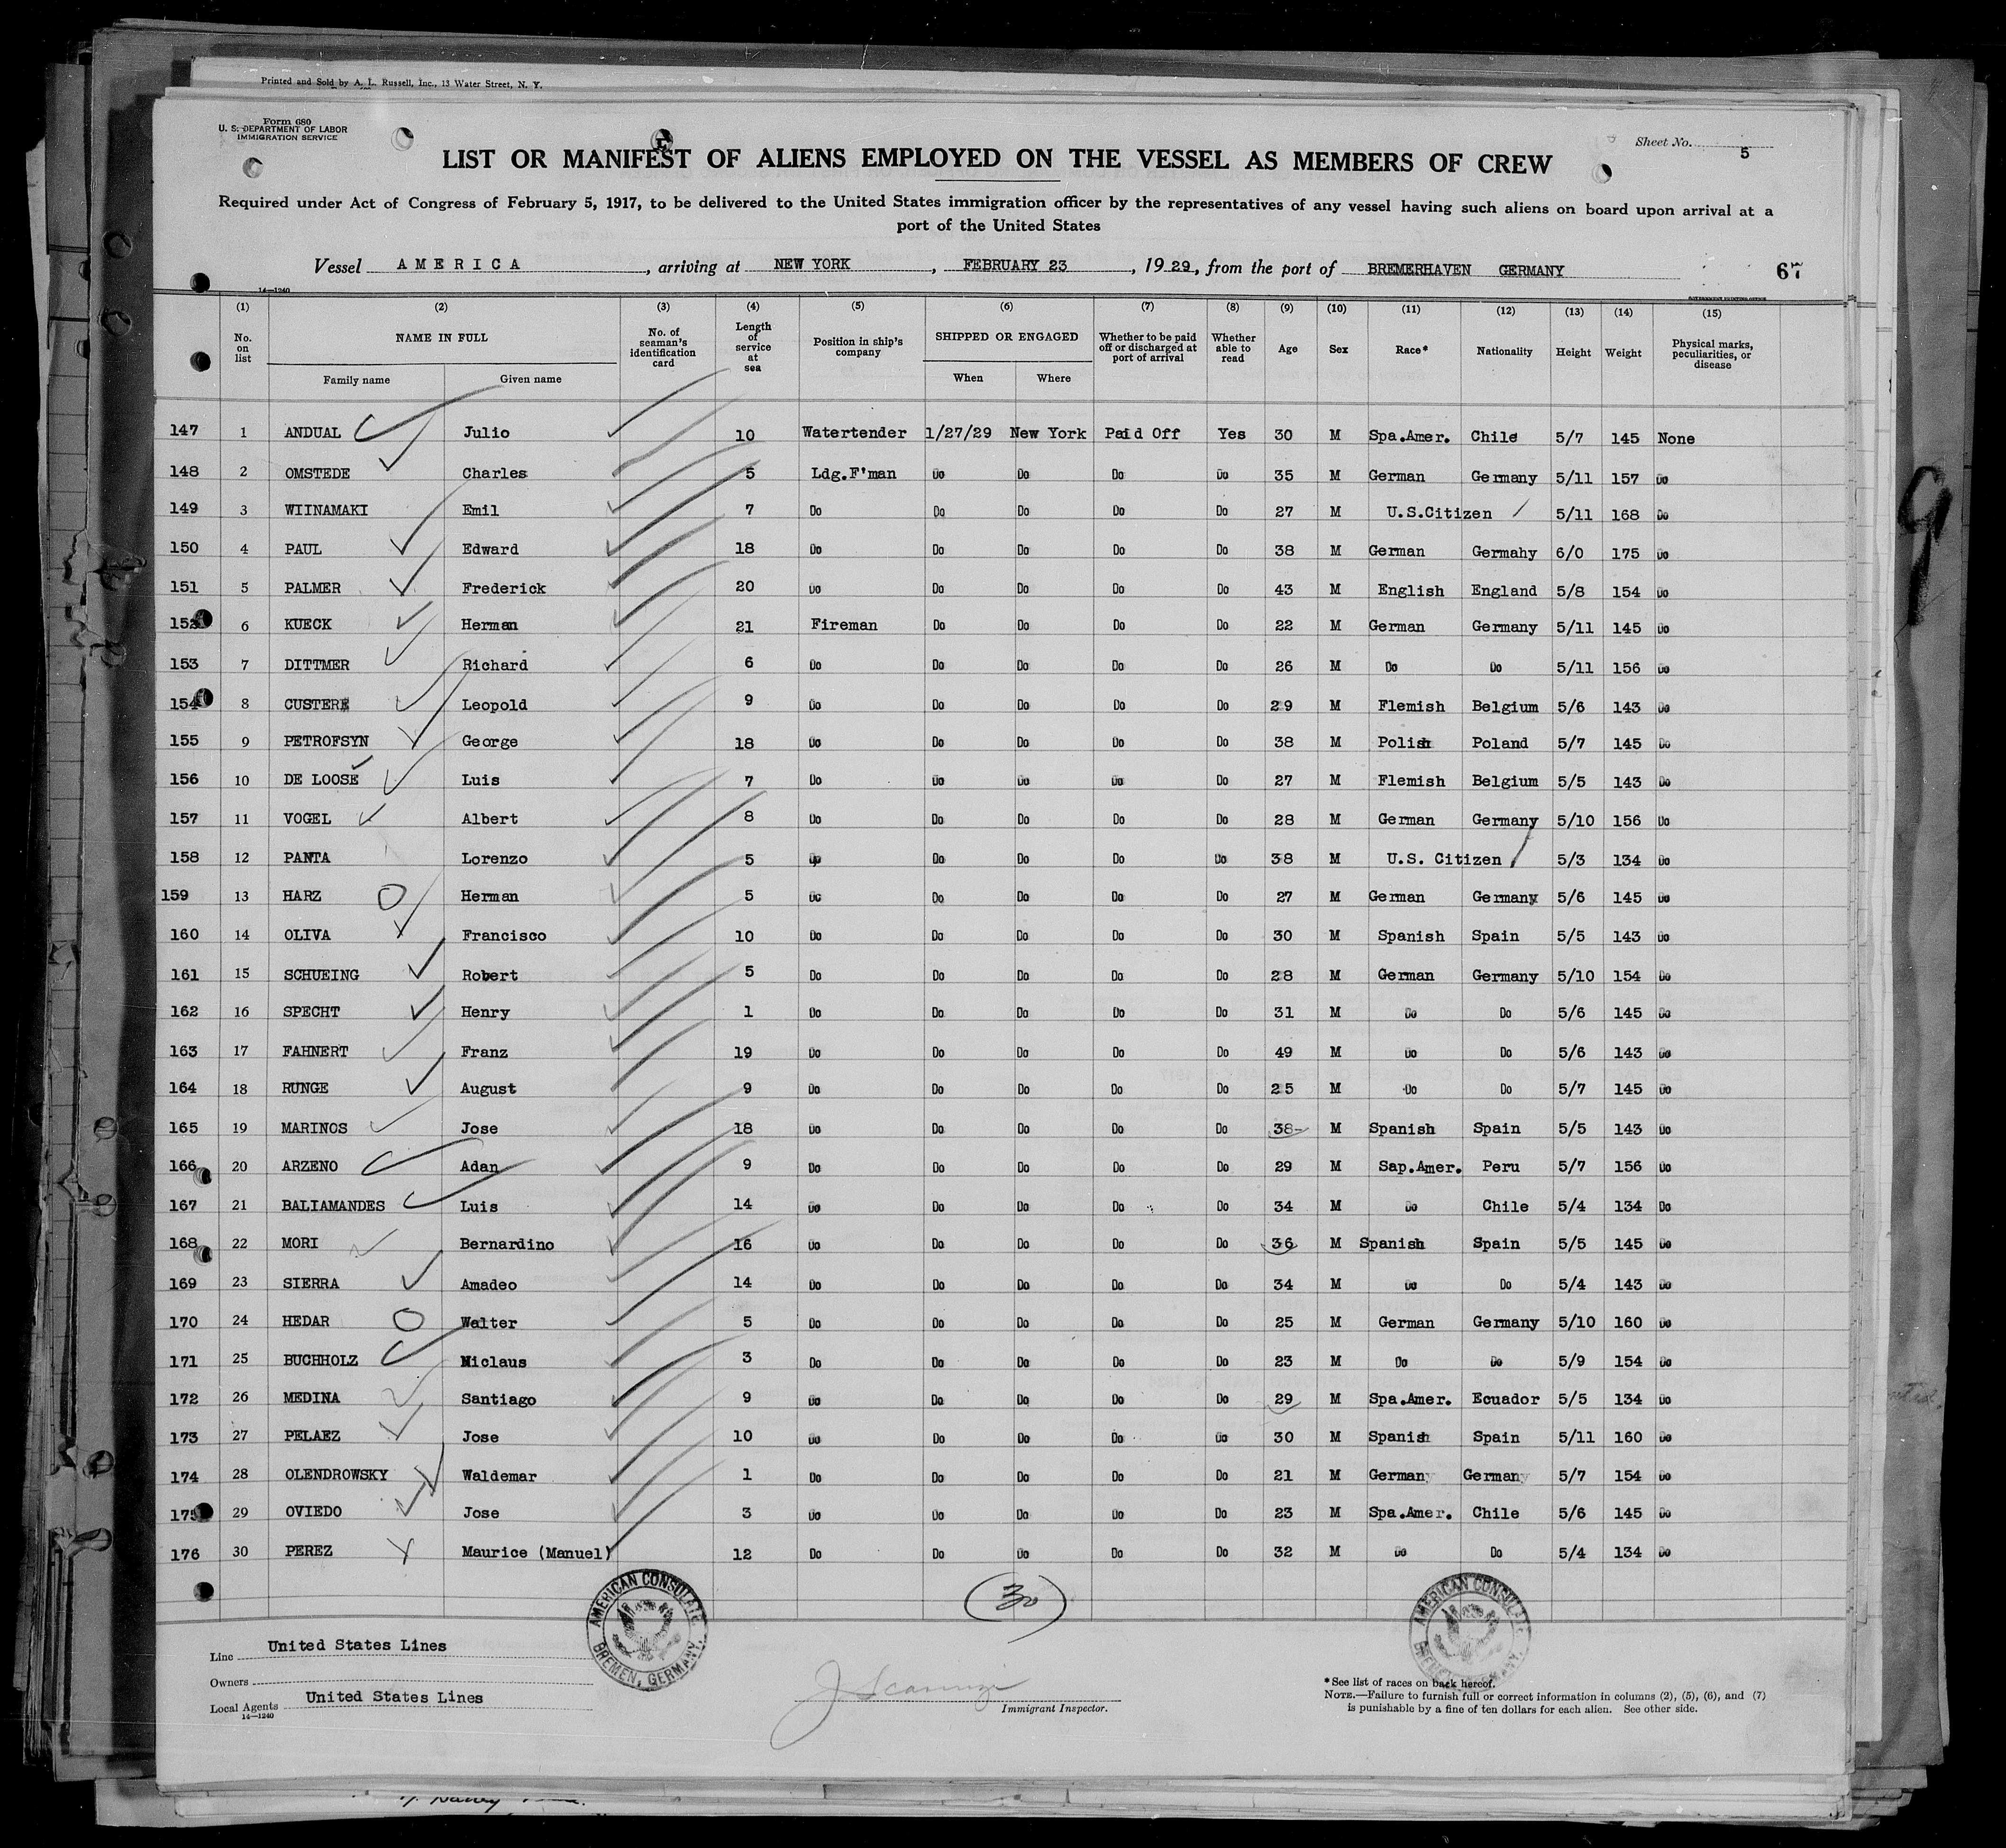 Printed and Sold by A. L. Russell, Inc., 13 Water Street, N. Y.
Form 680
U. S. DEPARTMENT OF LABOR
IMMIGRATION SERVICE
Sheet No. 5
LIST OR MANIFEST OF ALIENS EMPLOYED ON THE VESSEL AS MEMBERS OF CREW
Required under Act of Congress of February 5, 1917, to be delivered to the United States immigration officer by the representatives of any vessel having such aliens on board upon arrival at a
port of the United States
Vessel AMERICA, arriving at NEW YORK, FEBRUARY 23, 1929, from the port of BREMERHAVEN GERMANY 67
14—1240 GOVERNMENT PRINTING OFFICE
(1) (2) (3) (4) (5) (6) (7) (8) (9) (10) (11) (12) (13) (14) (15)
No. on list NAME IN FULL No. of seaman's identification card Length of service at sea Position in ship's company SHIPPED OR ENGAGED Whether to be paid off or discharged at port of arrival Whether able to read Age Sex Race* Nationality Height Weight Physical marks, peculiarities, or disease
Family name Given name When Where
147 1 ANDUAL Julio 10 Watertender 1/27/29 New York Paid Off Yes 30 M Spa.Amer. Chile 5/7 145 None
148 2 OMSTEDE Charles 5 Ldg.F'man Do Do Do Do 35 M German Germany 5/11 157 Do
149 3 WIINAMAKI Emil 7 Do Do Do Do Do 27 M U.S.Citizen 5/11 168 Do
150 4 PAUL Edward 18 Do Do Do Do Do 38 M German Germahy 6/0 175 Do
151 5 PALMER Frederick 20 Do Do Do Do Do 43 M English England 5/8 154 Do
152 6 KUECK Herman 21 Fireman Do Do Do Do 22 M German Germany 5/11 145 Do
153 7 DITTMER Richard 6 Do Do Do Do Do 26 M Do Do 5/11 156 Do
154 8 CUSTERE Leopold 9 Do Do Do Do Do 29 M Flemish Belgium 5/6 143 Do
155 9 PETROFSYN George 18 Do Do Do Do Do 38 M Polish Poland 5/7 145 Do
156 10 DE LOOSE Luis 7 Do Do Do Do Do 27 M Flemish Belgium 5/5 143 Do
157 11 VOGEL Albert 8 Do Do Do Do Do 28 M German Germany 5/10 156 Do
158 12 PANTA Lorenzo 5 Do Do Do Do Do 38 M U.S. Citizen 5/3 134 Do
159 13 HARZ Herman 5 Do Do Do Do Do 27 M German Germany 5/6 145 Do
160 14 OLIVA Francisco 10 Do Do Do Do Do 30 M Spanish Spain 5/5 143 Do
161 15 SCHUEING Robert 5 Do Do Do Do Do 28 M German Germany 5/10 154 Do
162 16 SPECHT Henry 1 Do Do Do Do Do 31 M Do Do 5/6 145 Do
163 17 FAHNERT Franz 19 Do Do Do Do Do 49 M Do Do 5/6 143 Do
164 18 RUNGE August 9 Do Do Do Do Do 25 M Do Do 5/7 145 Do
165 19 MARINOS Jose 18 Do Do Do Do Do 38 M Spanish Spain 5/5 143 Do
166 20 ARZENO Adan 9 Do Do Do Do Do 29 M Sap.Amer. Peru 5/7 156 Do
167 21 BALIAMANDES Luis 14 Do Do Do Do Do 34 M Do Chile 5/4 134 Do
168 22 MORI Bernardino 16 Do Do Do Do Do 36 M Spanish Spain 5/5 145 Do
169 23 SIERRA Amadeo 14 Do Do Do Do Do 34 M Do Do 5/4 143 Do
170 24 HEDAR Walter 5 Do Do Do Do Do 25 M German Germany 5/10 160 Do
171 25 BUCHHOLZ Niclaus 3 Do Do Do Do Do 23 M Do Do 5/9 154 Do
172 26 MEDINA Santiago 9 Do Do Do Do Do 29 M Spa.Amer. Ecuador 5/5 134 Do
173 27 PELAEZ Jose 10 Do Do Do Do Do 30 M Spanish Spain 5/11 160 Do
174 28 OLENDROWSKY Waldemar 1 Do Do Do Do Do 21 M German Germany 5/7 154 Do
175 29 OVIEDO Jose 3 Do Do Do Do Do 23 M Spa.Amer. Chile 5/6 145 Do
176 30 PEREZ Maurice (Manuel) 12 Do Do Do Do Do 32 M Do Do 5/4 134 Do
30
AMERICAN CONSULATE BREMEN, GERMANY.
AMERICAN CONSULATE BREMEN, GERMANY.
Line United States Lines
Owners
Local Agents United States Lines
14—1240
Immigrant Inspector.
*See list of races on back hereof.
NOTE.—Failure to furnish full or correct information in columns (2), (5), (6), and (7)
is punishable by a fine of ten dollars for each alien. See other side.
9